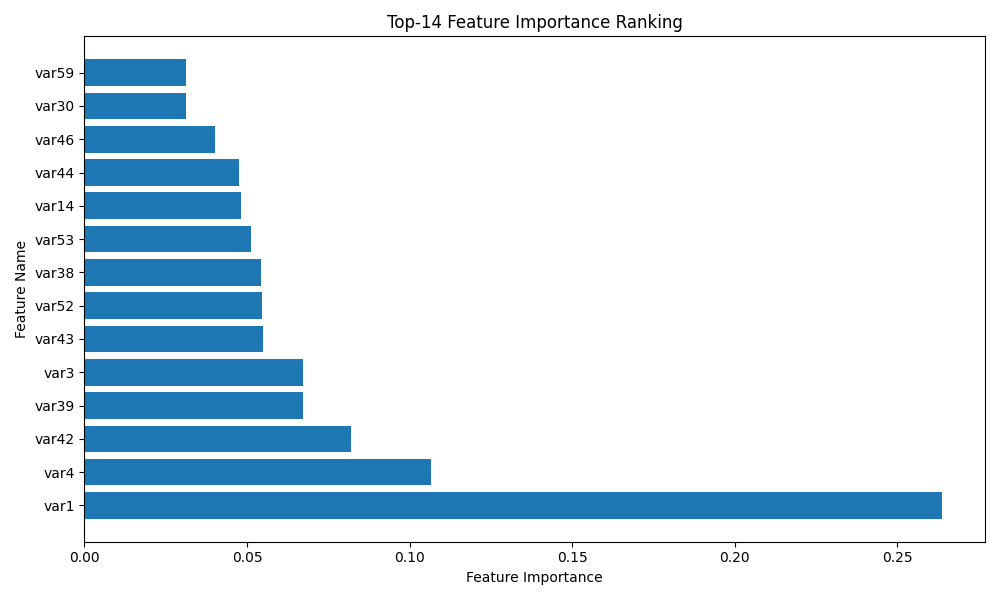 Top-14 Feature Importance Ranking
Feature Name
var59
var30
var46
var44
var14
var53
var38
var52
var43
var3
var39
var42
var4
var1
0.00 0.05 0.10 0.15 0.20 0.25
Feature Importance